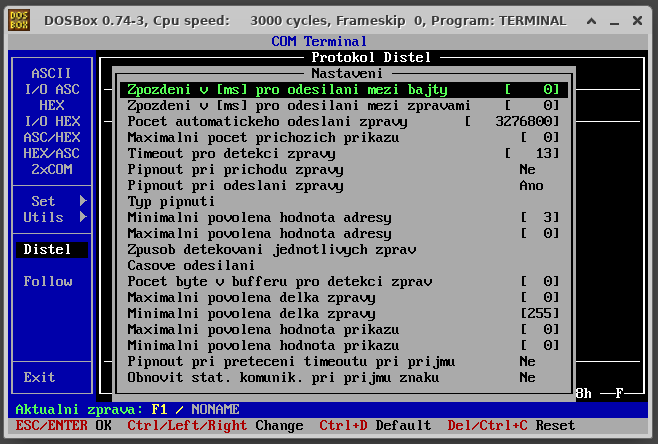 DOS BOX DOSBox 0.74-3, Cpu speed: 3000 cycles, Frameskip 0, Program: TERMINAL
COM Terminal
Protokol Distel
Nastaveni
ASCII
I/O ASC
HEX
I/O HEX
ASC/HEX
HEX/ASC
2xCOM
Set
Utils
Distel
Follow
Exit
Zpozdeni v [ms] pro odesilani mezi bajty [ 0]
Zpozdeni v [ms] pro odesilani mezi zpravami [ 0]
Pocet automatickeho odeslani zpravy [ 3276800]
Maximalni pocet prichozich prikazu [ 0]
Timeout pro detekci zpravy [ 13]
Pipnout pri prichodu zpravy Ne
Pipnout pri odeslani zpravy Ano
Typ pipnuti
Minimalni povolena hodnota adresy [ 3]
Maximalni povolena hodnota adresy [ 0]
Zpusob detekovani jednotlivych zprav
Casove odesilani
Pocet byte v bufferu pro detekci zprav [ 0]
Maximalni povolena delka zpravy [ 0]
Minimalni povolena delka zpravy [255]
Maximalni povolena hodnota prikazu [ 0]
Minimalni povolena hodnota prikazu [ 0]
Pipnout pri preteceni timeoutu pri prijmu Ne
Obnovit stat. komunik. pri prijmu znaku Ne
8h —F—
Aktualni zprava: F1 / NONAME
ESC/ENTER OK Ctrl/Left/Right Change Ctrl+D Default Del/Ctrl+C Reset